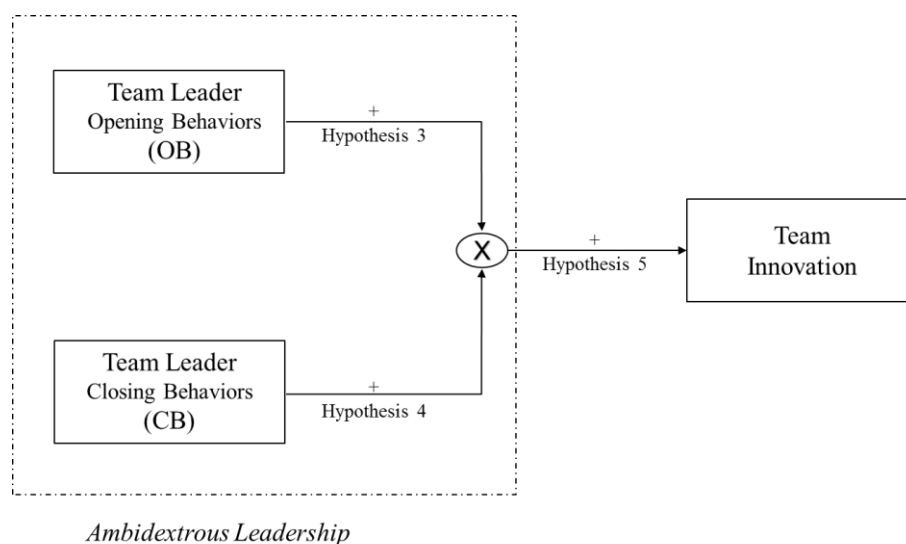 Team Leader
Opening Behaviors
(OB)
+
Hypothesis 3
X
+
Hypothesis 5
Team
Innovation
Team Leader
Closing Behaviors
(CB)
+
Hypothesis 4
Ambidextrous Leadership